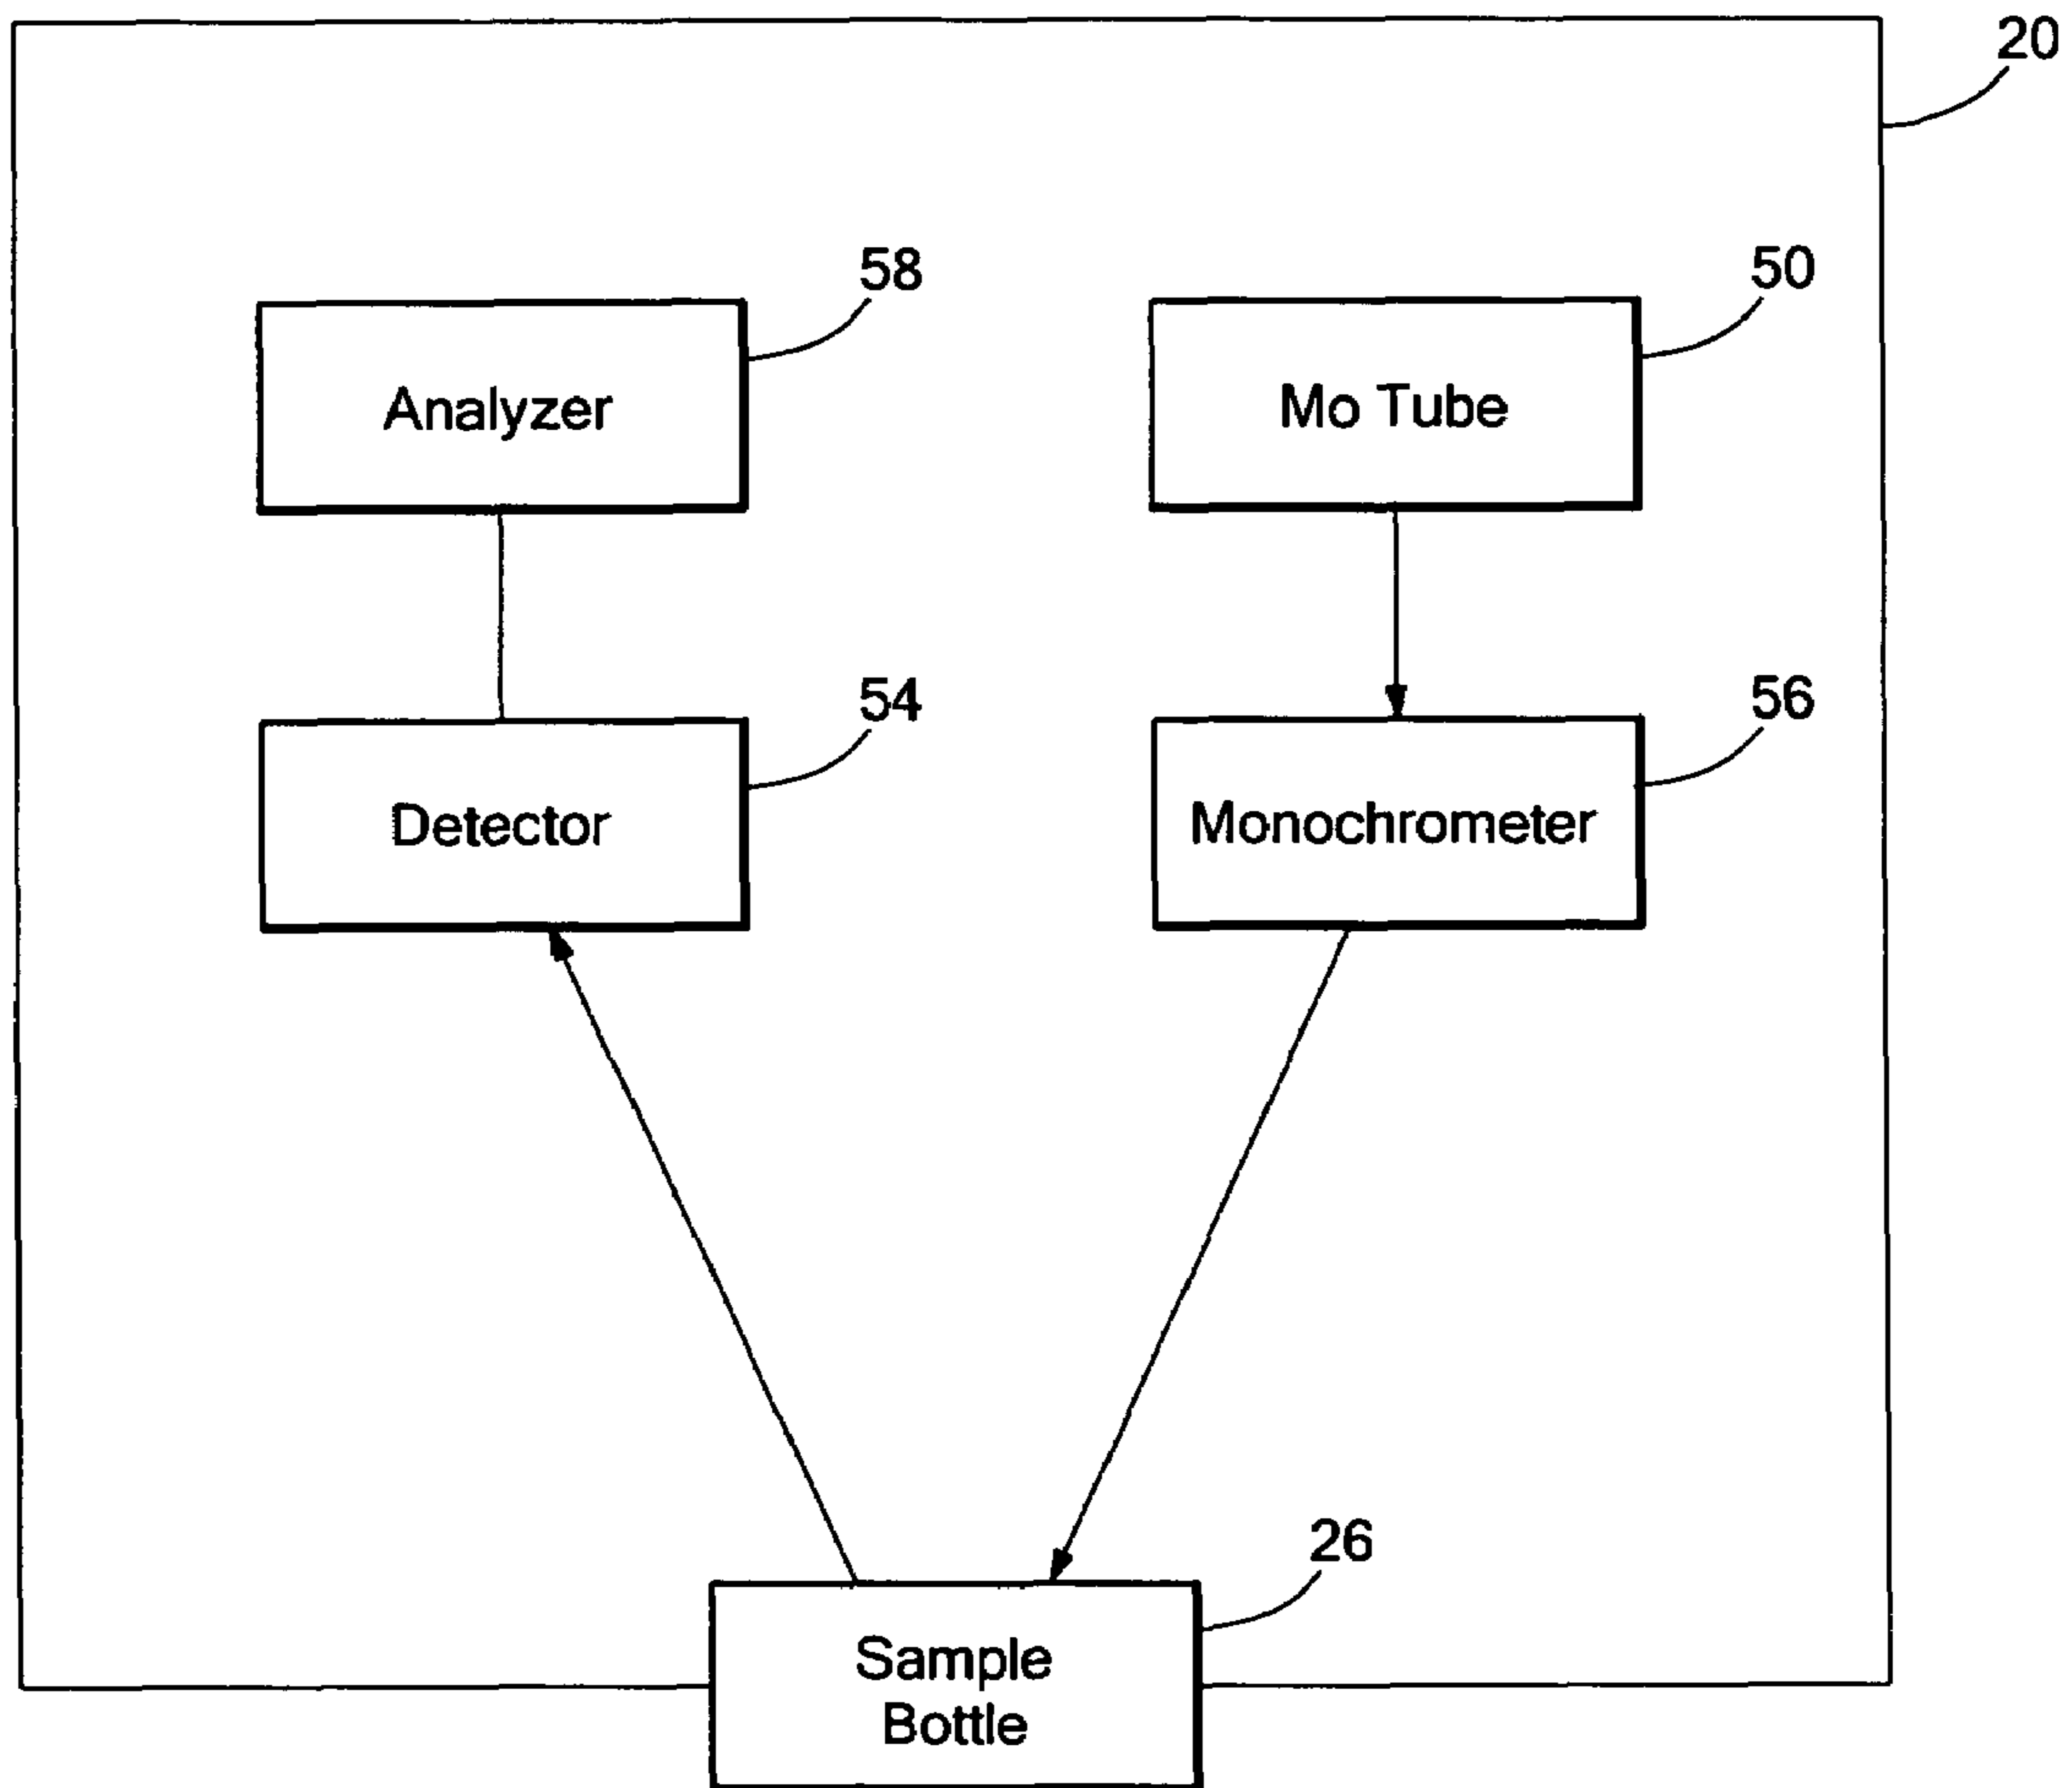 20
58
50
Analyzer
Mo Tube
54
56
Detector
Monochrometer
26
Sample
Bottle